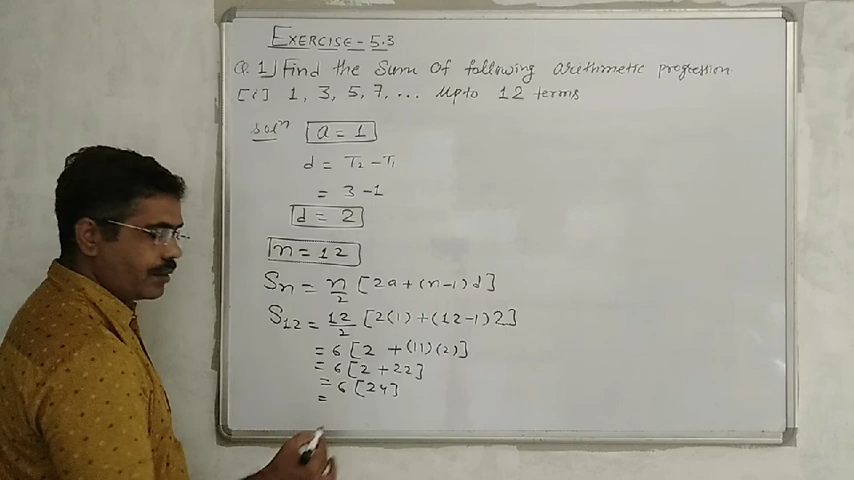 EXERCISE-5.3
Q.1] Find the Sum of following arithmetic progression
[i] 1, 3, 5, 7, ... upto 12 terms
solⁿ a = 1
d = T₂ - T₁
= 3 - 1
d = 2
n = 12
Sn = n/2 [2a + (n-1)d]
S12 = 12/2 [2(1) + (12-1)2]
= 6 [2 + (11)(2)]
= 6 [2 + 22]
= 6 [24]
=